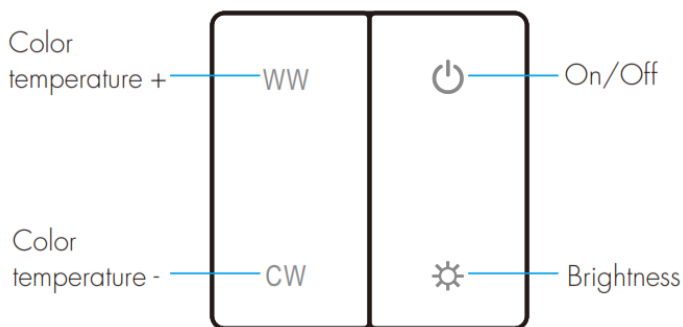 Color
temperature +
WW
On/Off
Color
temperature -
CW
Brightness